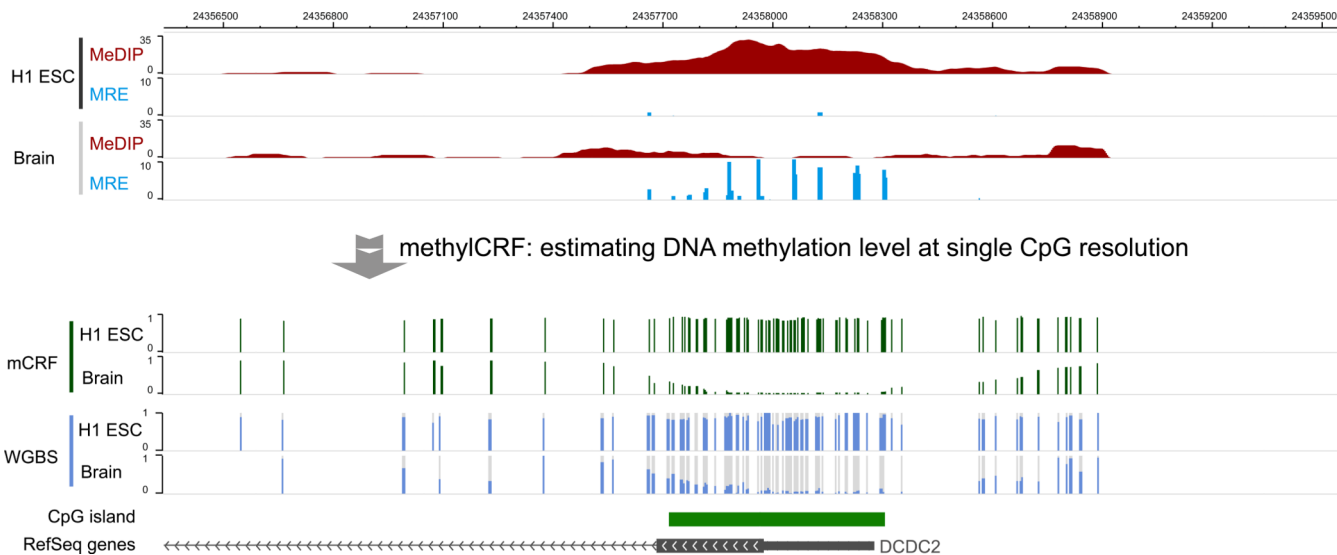 24356500 24356800 24357100 24357400 24357700 24358000 24358300 24358600 24358900 24359200 24359500
35
MeDIP
0
H1 ESC
10
MRE
0
35
MeDIP
0
Brain
10
MRE
0
methylCRF: estimating DNA methylation level at single CpG resolution
1
H1 ESC
0
mCRF
1
Brain
0
1
H1 ESC
0
WGBS
1
Brain
0
CpG island
RefSeq genes
DCDC2